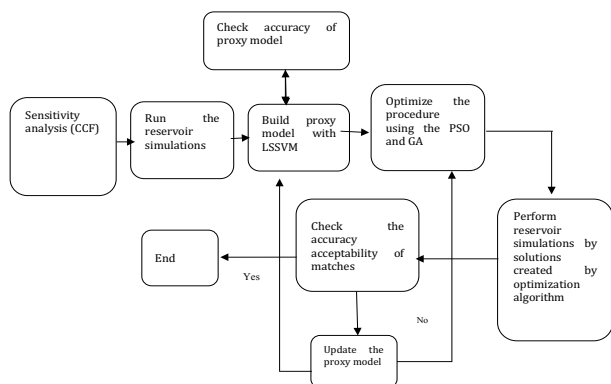 Check accuracy of
proxy model
Sensitivity
analysis (CCF)
Run the
reservoir
simulations
Build proxy
model with
LSSVM
Optimize the
procedure
using the PSO
and GA
Perform
reservoir
simulations by
solutions
created by
optimization
algorithm
Check the
accuracy
acceptability of
matches
End
Yes
No
Update the
proxy model